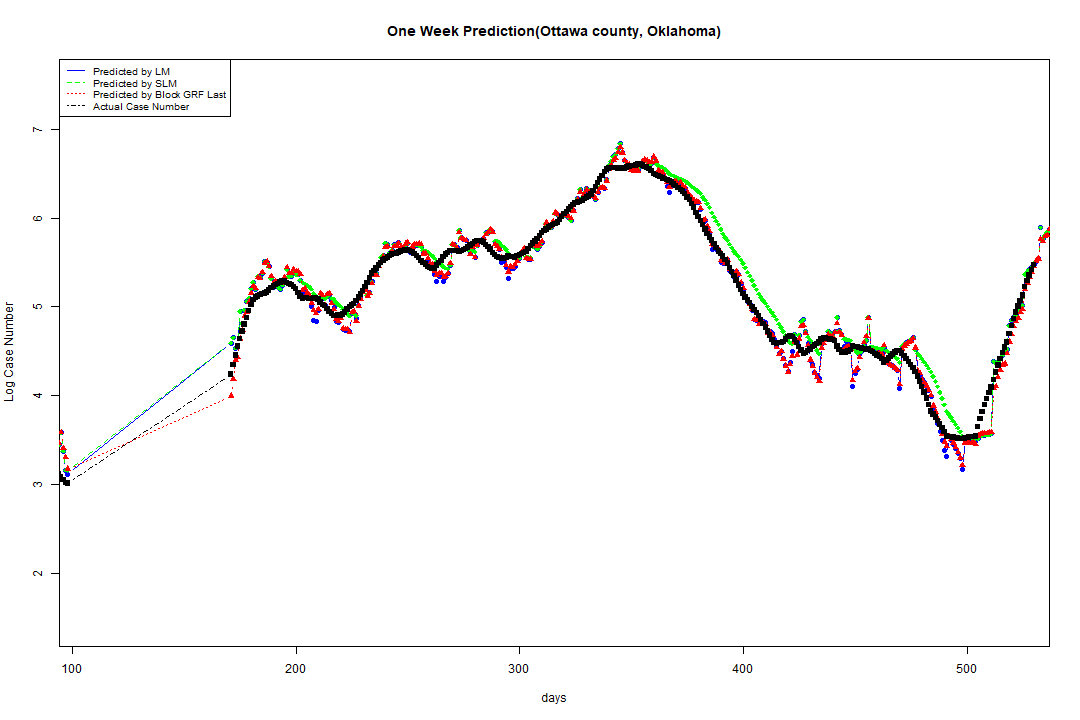 One Week Prediction(Ottawa county, Oklahoma)
Predicted by LM
Predicted by SLM
Predicted by Block GRF Last
Actual Case Number
7
6
5
4
3
2
Log Case Number
100 200 300 400 500
days